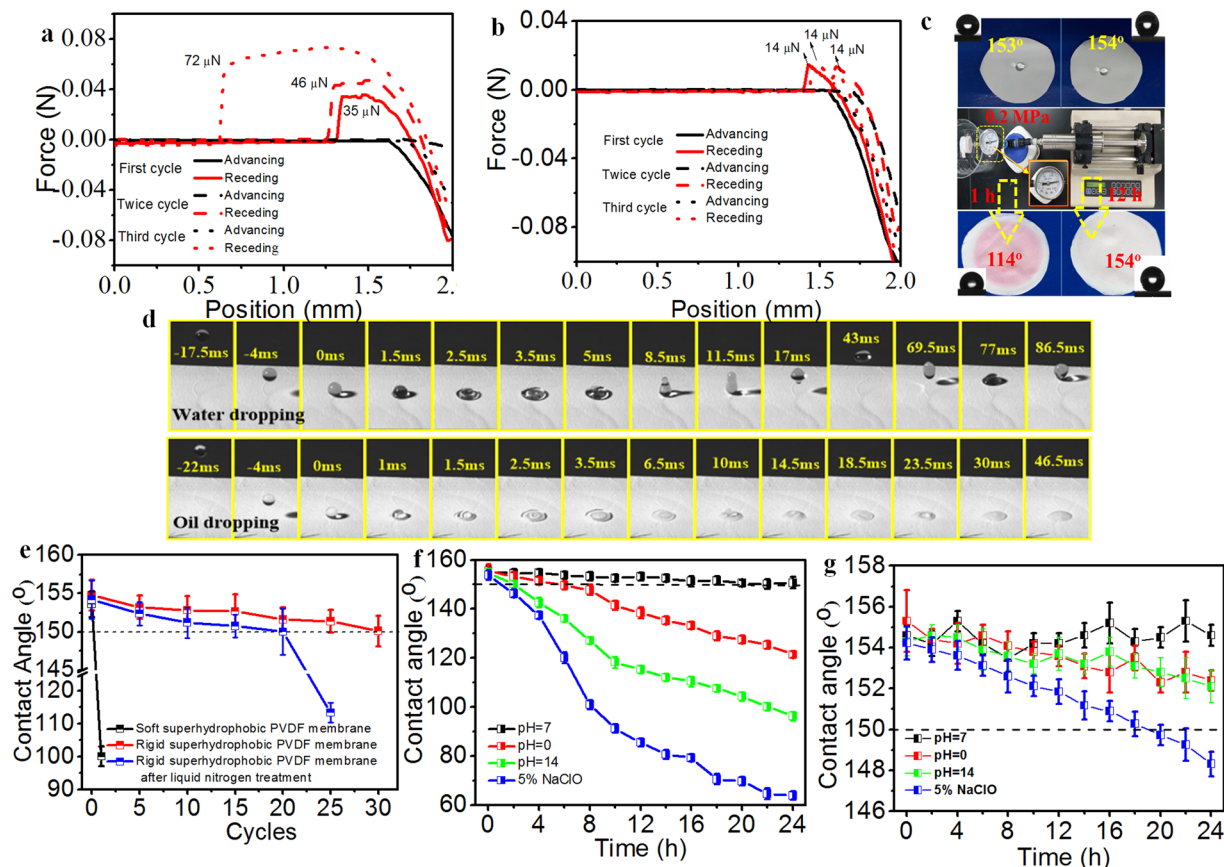 a
0.08
0.04
0.00
-0.04
-0.08
Force (N)
72 µN
46 µN
35 µN
First cycle
Advancing
Receding
Twice cycle
Advancing
Receding
Third cycle
Advancing
Receding
0.0 0.5 1.0 1.5 2.0
Position (mm)
b
0.04
0.00
-0.04
-0.08
Force (N)
14 µN
14 µN
14 µN
First cycle
Advancing
Receding
Twice cycle
Advancing
Receding
Third cycle
Advancing
Receding
0.0 0.5 1.0 1.5 2.0
Position (mm)
c
153º 154º
0.2 MPa
1 h 12 h
114º 154º
d
-17.5ms -4ms 0ms 1.5ms 2.5ms 3.5ms 5ms 8.5ms 11.5ms 17ms 43ms 69.5ms 77ms 86.5ms
Water dropping
-22ms -4ms 0ms 1ms 1.5ms 2.5ms 3.5ms 6.5ms 10ms 14.5ms 18.5ms 23.5ms 30ms 46.5ms
Oil dropping
e
160
155
150
145
120
110
100
90
Contact Angle (º)
Soft superhydrophobic PVDF membrane
Rigid superhydrophobic PVDF membrane
Rigid superhydrophobic PVDF membrane
after liquid nitrogen treatment
0 5 10 15 20 25 30
Cycles
f
160
140
120
100
80
60
Contact angle (º)
pH=7
pH=0
pH=14
5% NaClO
0 4 8 12 16 20 24
Time (h)
g
158
156
154
152
150
148
146
Contact angle (º)
pH=7
pH=0
pH=14
5% NaClO
0 4 8 12 16 20 24
Time (h)